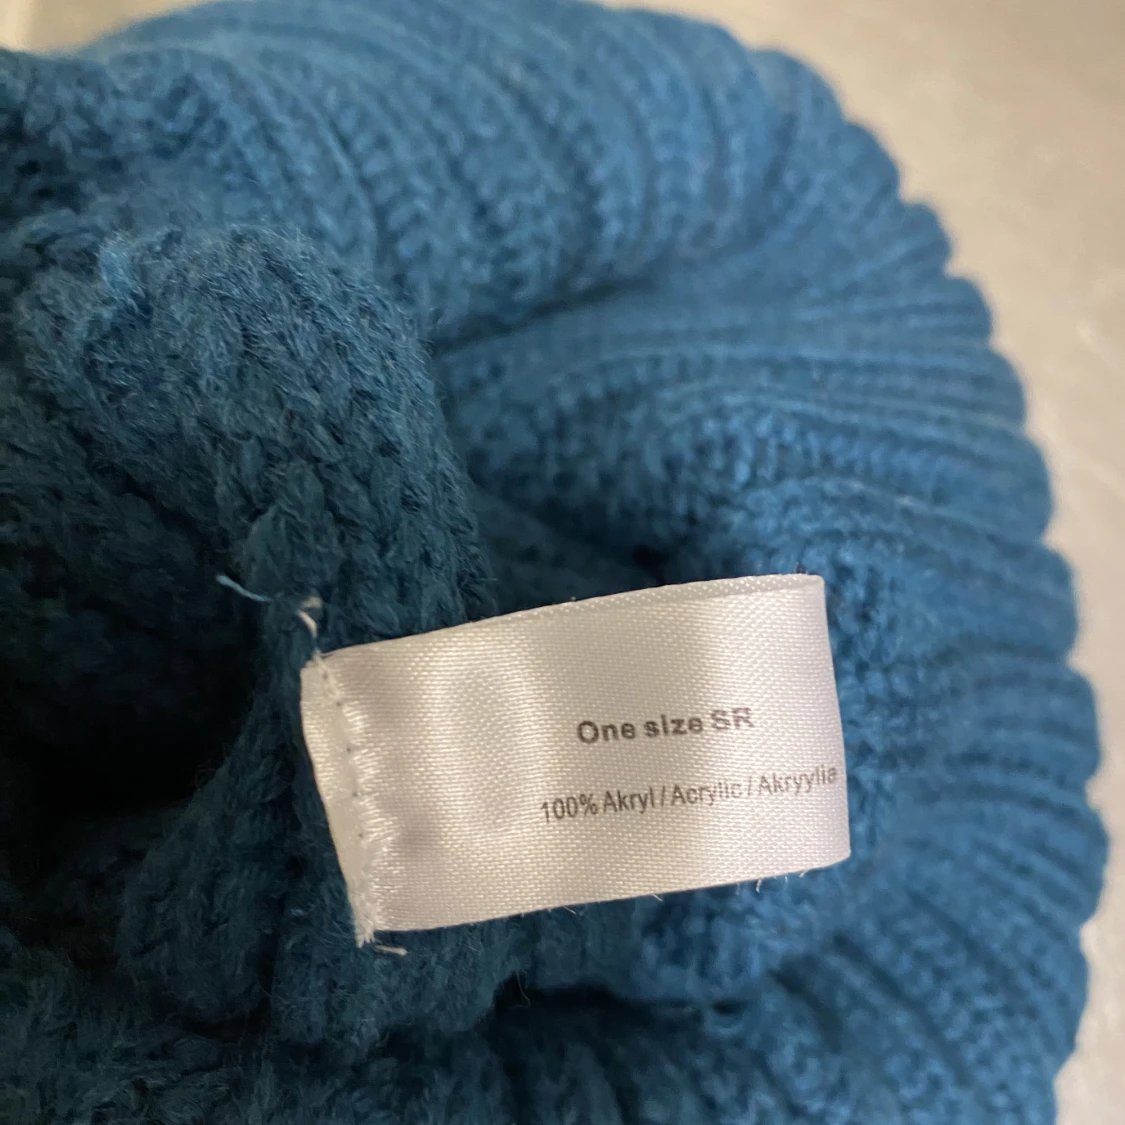 One size SR
100% Akryl / Acrylic / Akryylia